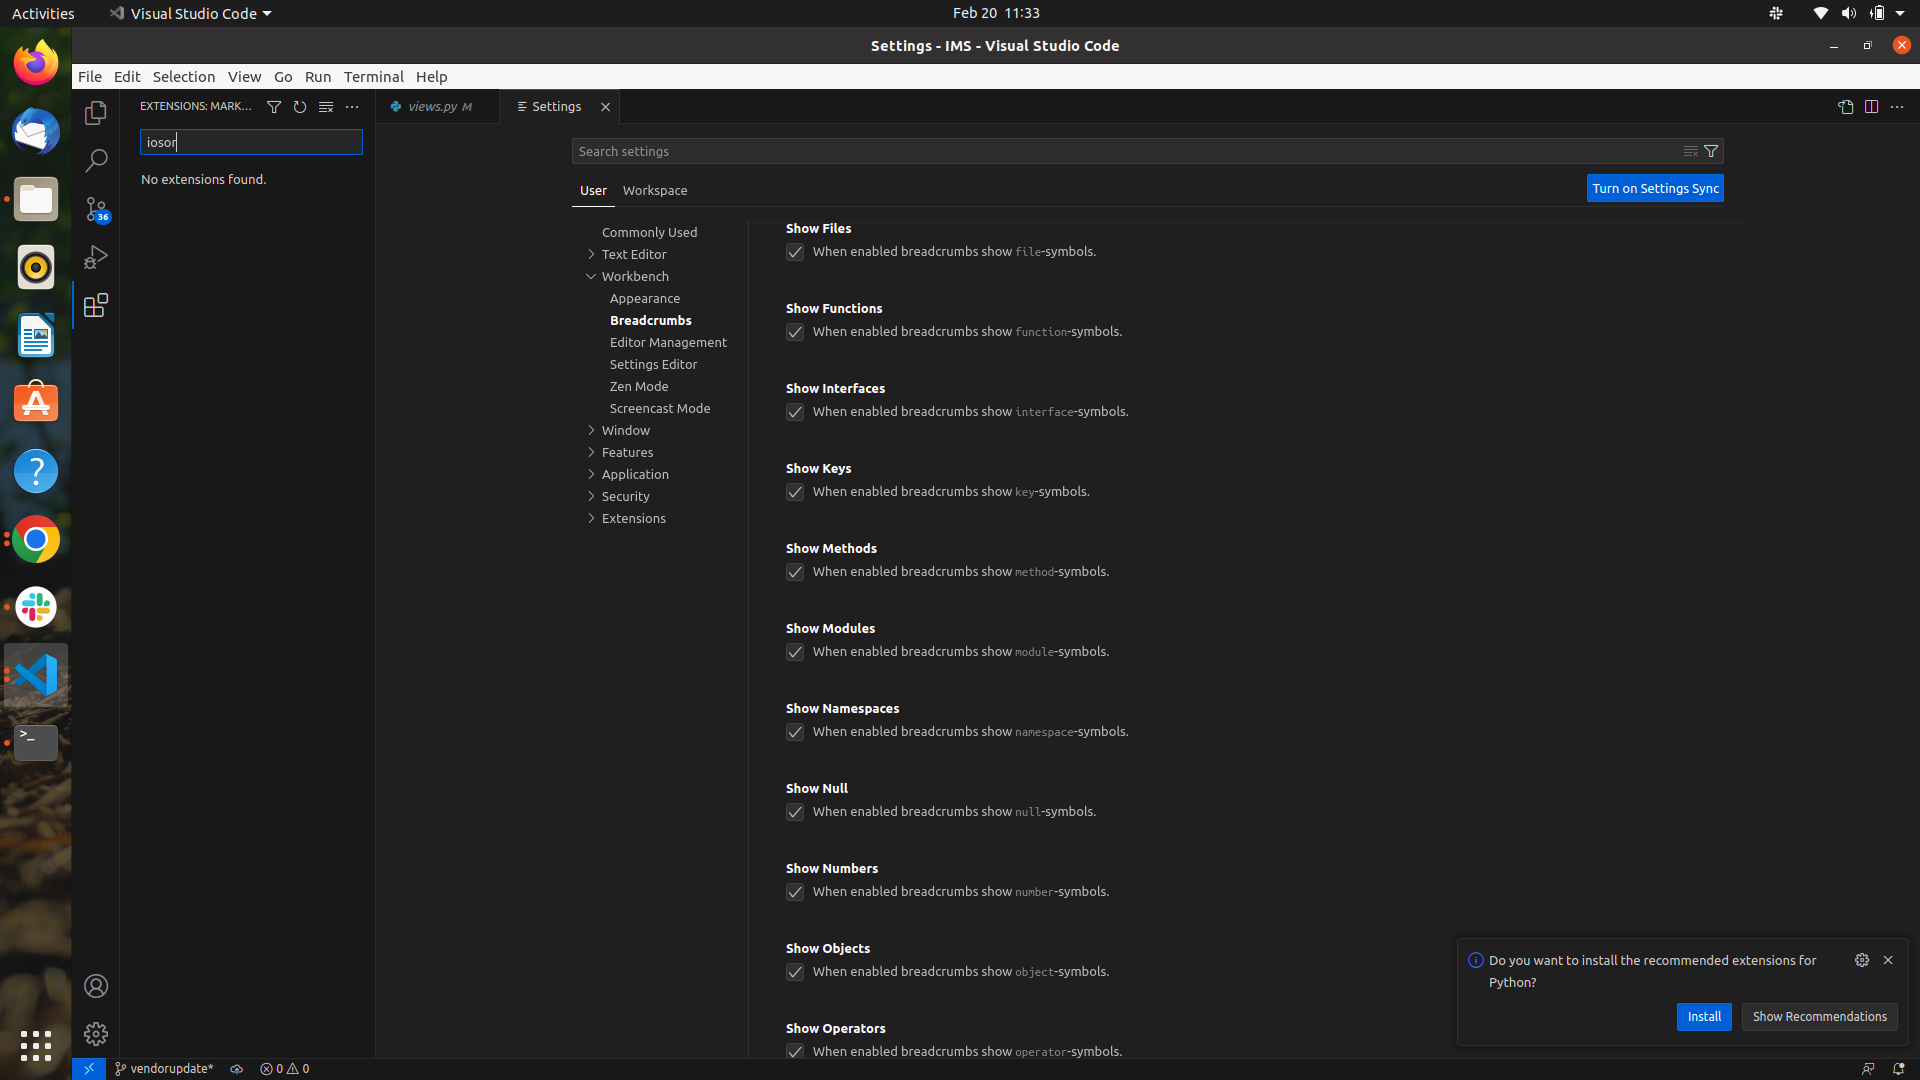 Activities
Visual Studio Code
Feb 20 11:33
Settings - IMS - Visual Studio Code
File Edit Selection View Go Run Terminal Help
EXTENSIONS: MARK...
views.py M
Settings
iosor
No extensions found.
Search settings
User
Workspace
Turn on Settings Sync
36
Commonly Used
Text Editor
Workbench
Appearance
Breadcrumbs
Editor Management
Settings Editor
Zen Mode
Screencast Mode
Window
Features
Application
Security
Extensions
Show Files
When enabled breadcrumbs show file-symbols.
Show Functions
When enabled breadcrumbs show function-symbols.
Show Interfaces
When enabled breadcrumbs show interface-symbols.
Show Keys
When enabled breadcrumbs show key-symbols.
Show Methods
When enabled breadcrumbs show method-symbols.
Show Modules
When enabled breadcrumbs show module-symbols.
Show Namespaces
When enabled breadcrumbs show namespace-symbols.
Show Null
When enabled breadcrumbs show null-symbols.
Show Numbers
When enabled breadcrumbs show number-symbols.
Show Objects
When enabled breadcrumbs show object-symbols.
Show Operators
When enabled breadcrumbs show operator-symbols.
Do you want to install the recommended extensions for
Python?
Install
Show Recommendations
vendorupdate*
0 0